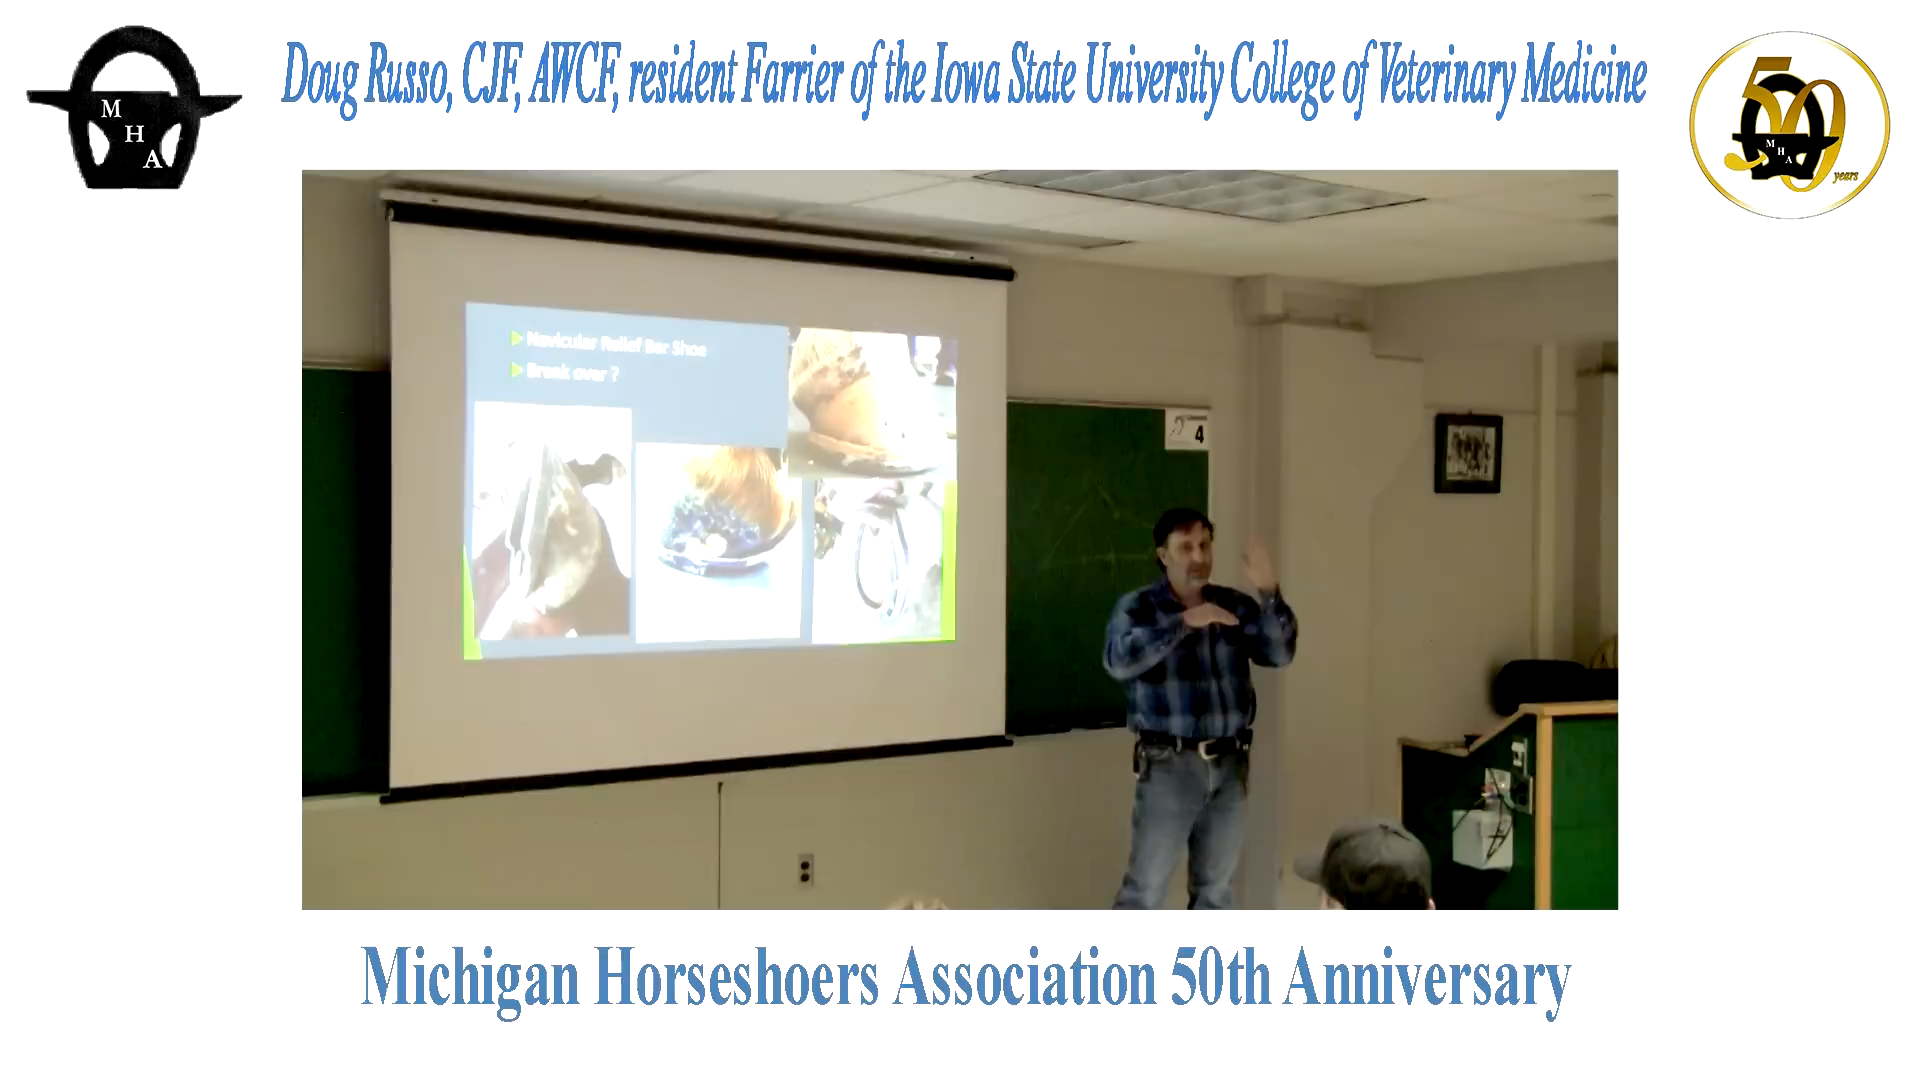 M
H
A
Doug Russo, CJF, AWCF, resident Farrier of the Iowa State University College of Veterinary Medicine
50
M
H
A
years
Navicular Relief Bar Shoe
Break over ?
4
Michigan Horseshoers Association 50th Anniversary